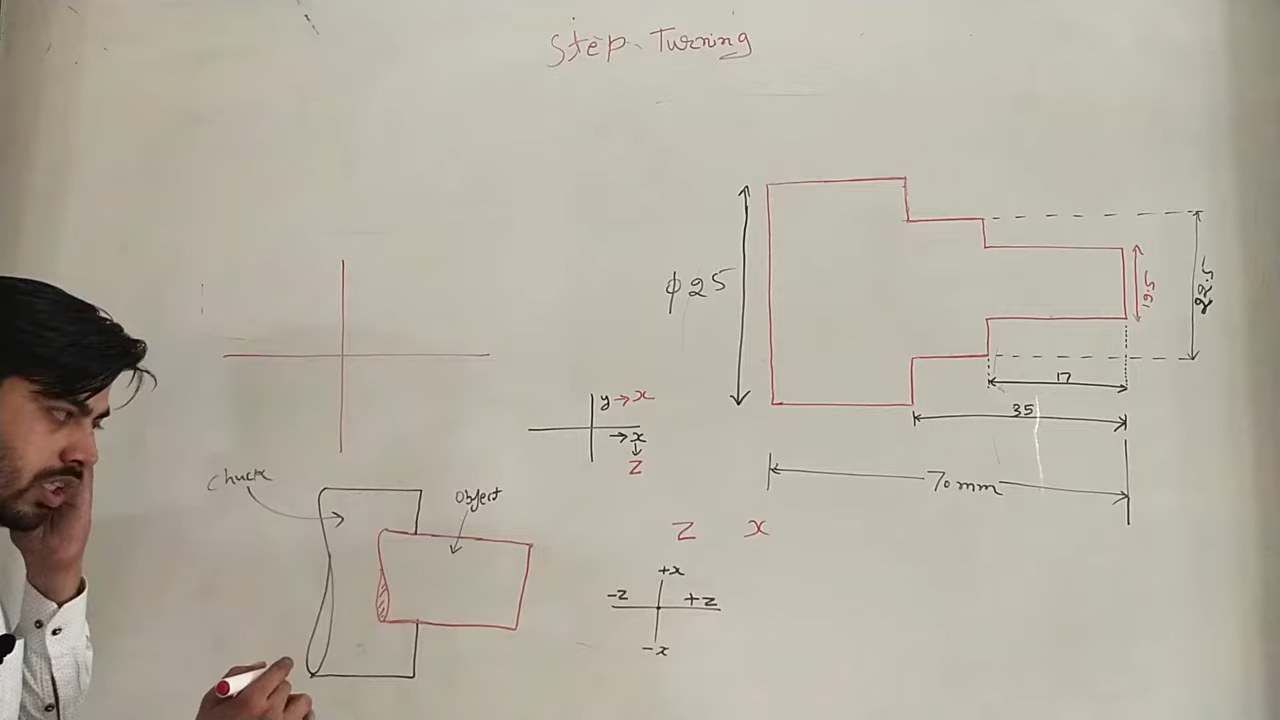 Step Turning
ϕ25
19.5
22.5
17
35
70mm
y → x
→ x
↓
Z
Chuck
Object
Z x
+x
-z +z
-x